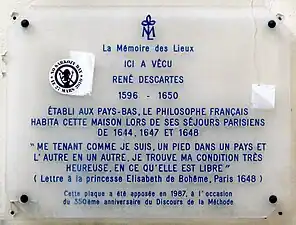 La Mémoire des Lieux
ICI A VÉCU
RENÉ DESCARTES
1596 - 1650
ÉTABLI AUX PAYS-BAS, LE PHILOSOPHE FRANÇAIS
HABITA CETTE MAISON LORS DE SES SÉJOURS PARISIENS
DE 1644, 1647 ET 1648
"ME TENANT COMME JE SUIS, UN PIED DANS UN PAYS ET
L'AUTRE EN UN AUTRE, JE TROUVE MA CONDITION TRÈS
HEUREUSE, EN CE QU'ELLE EST LIBRE"
( Lettre à la princesse Elisabeth de Bohême, Paris 1648 )
Cette plaque a été apposée en 1987, à l'occasion
du 350ème anniversaire du Discours de la Méthode